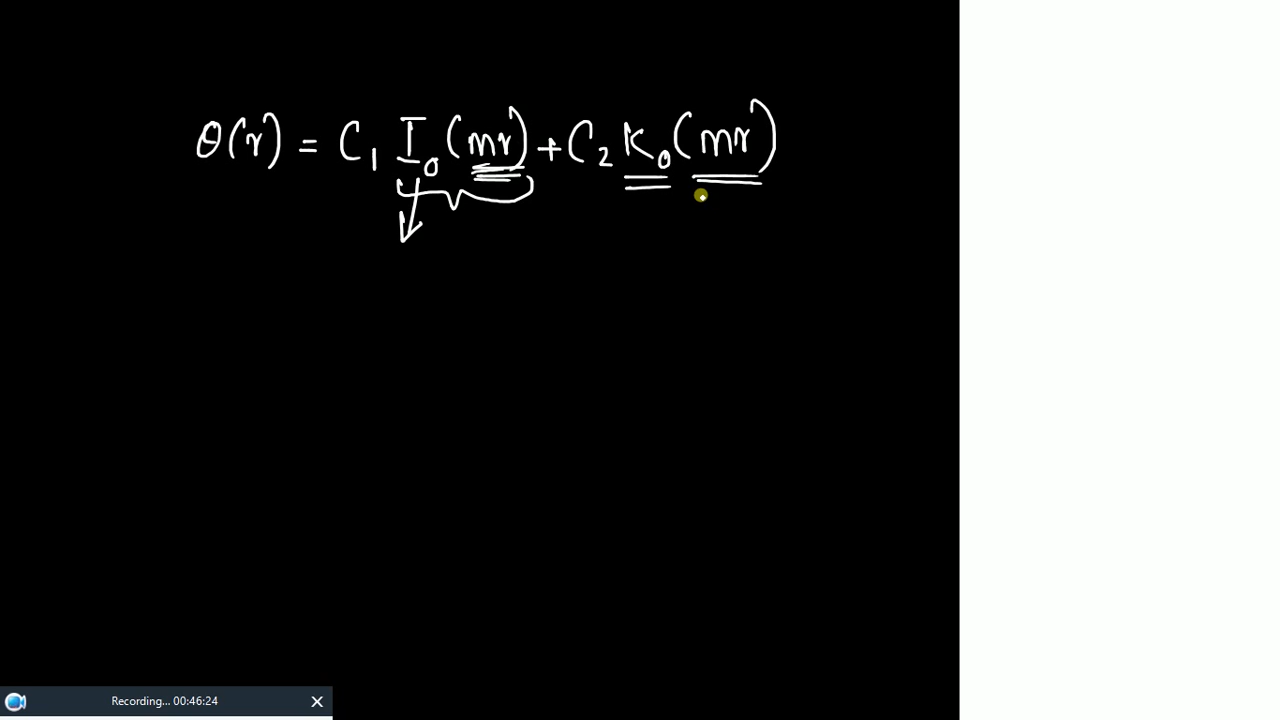 θ(r) = C₁ I₀ (mr) + C₂ K₀ (mr)
Recording... 00:46:24